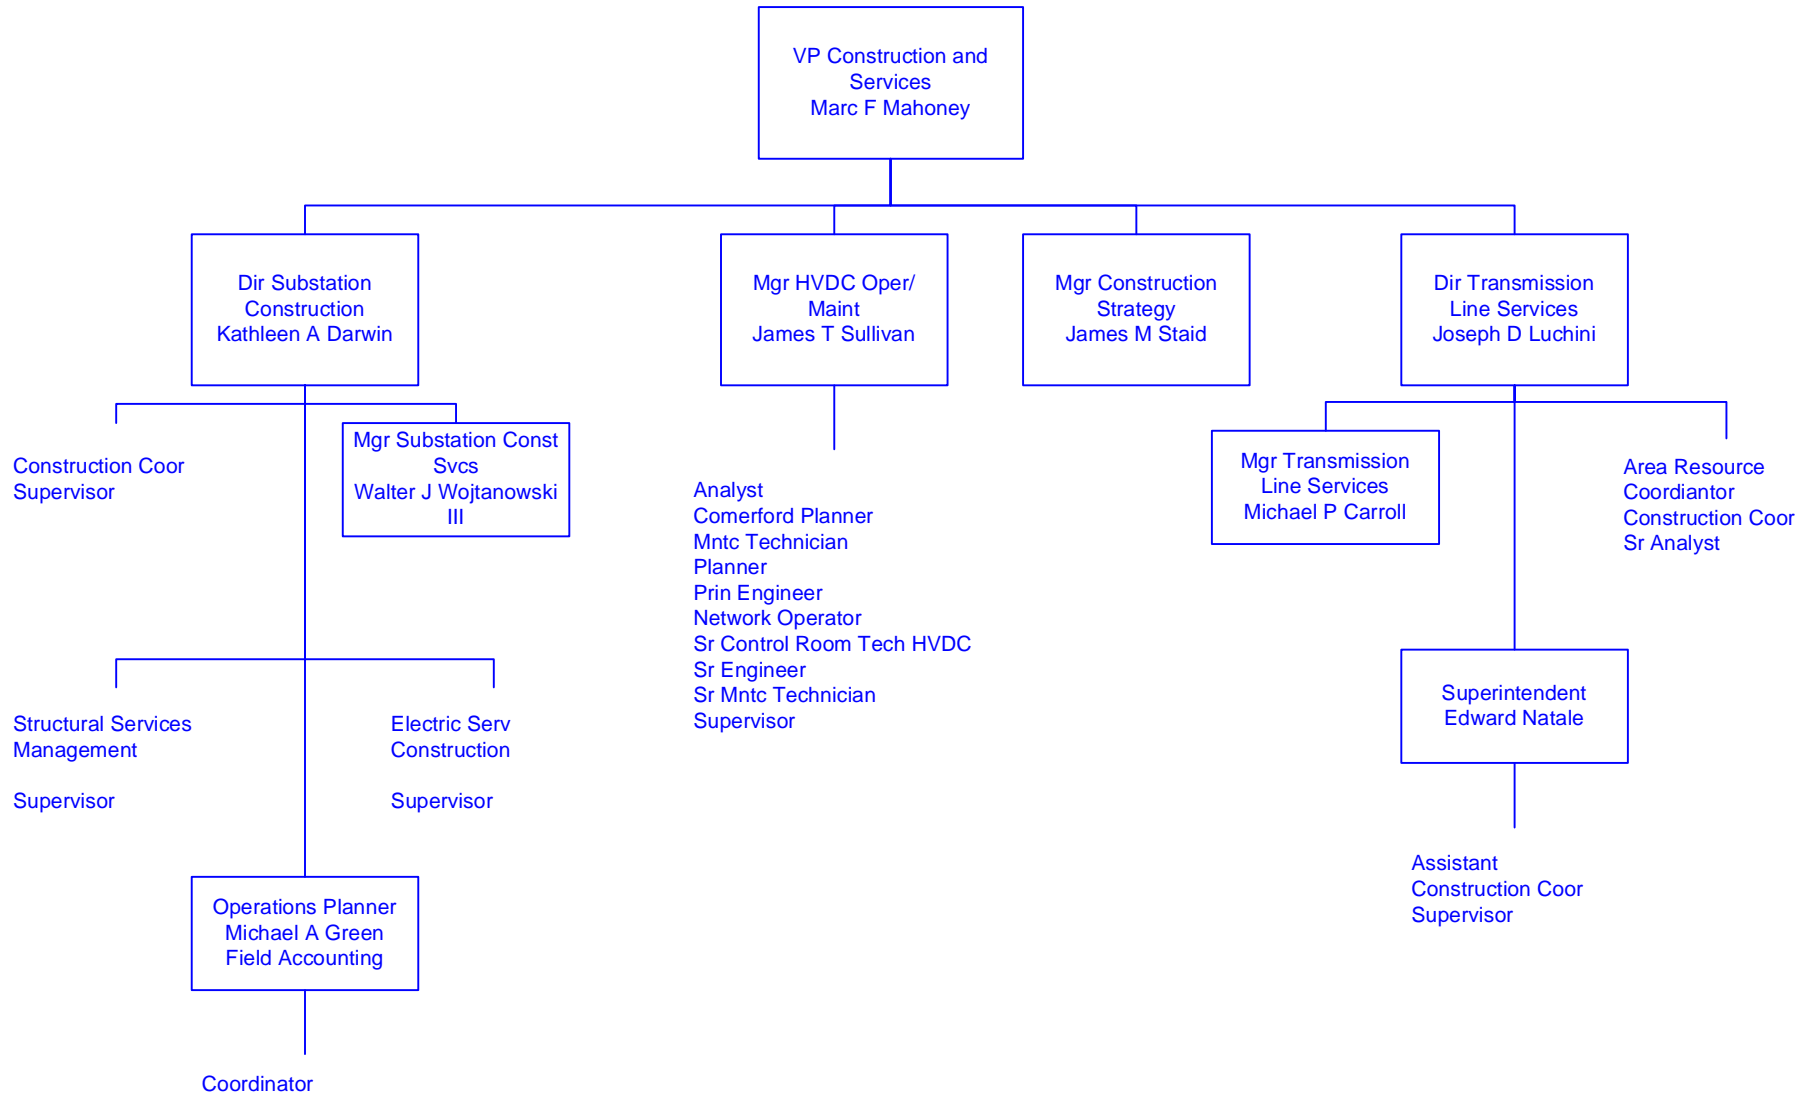 VP Construction and
Services
Marc F Mahoney
Dir Substation
Construction
Kathleen A Darwin
Mgr HVDC Oper/
Maint
James T Sullivan
Mgr Construction
Strategy
James M Staid
Dir Transmission
Line Services
Joseph D Luchini
Construction Coor
Supervisor
Mgr Substation Const
Svcs
Walter J Wojtanowski
III
Analyst
Comerford Planner
Mntc Technician
Planner
Prin Engineer
Network Operator
Sr Control Room Tech HVDC
Sr Engineer
Sr Mntc Technician
Supervisor
Mgr Transmission
Line Services
Michael P Carroll
Area Resource
Coordiantor
Construction Coor
Sr Analyst
Structural Services
Management
Supervisor
Electric Serv
Construction
Supervisor
Superintendent
Edward Natale
Assistant
Construction Coor
Supervisor
Operations Planner
Michael A Green
Field Accounting
Coordinator